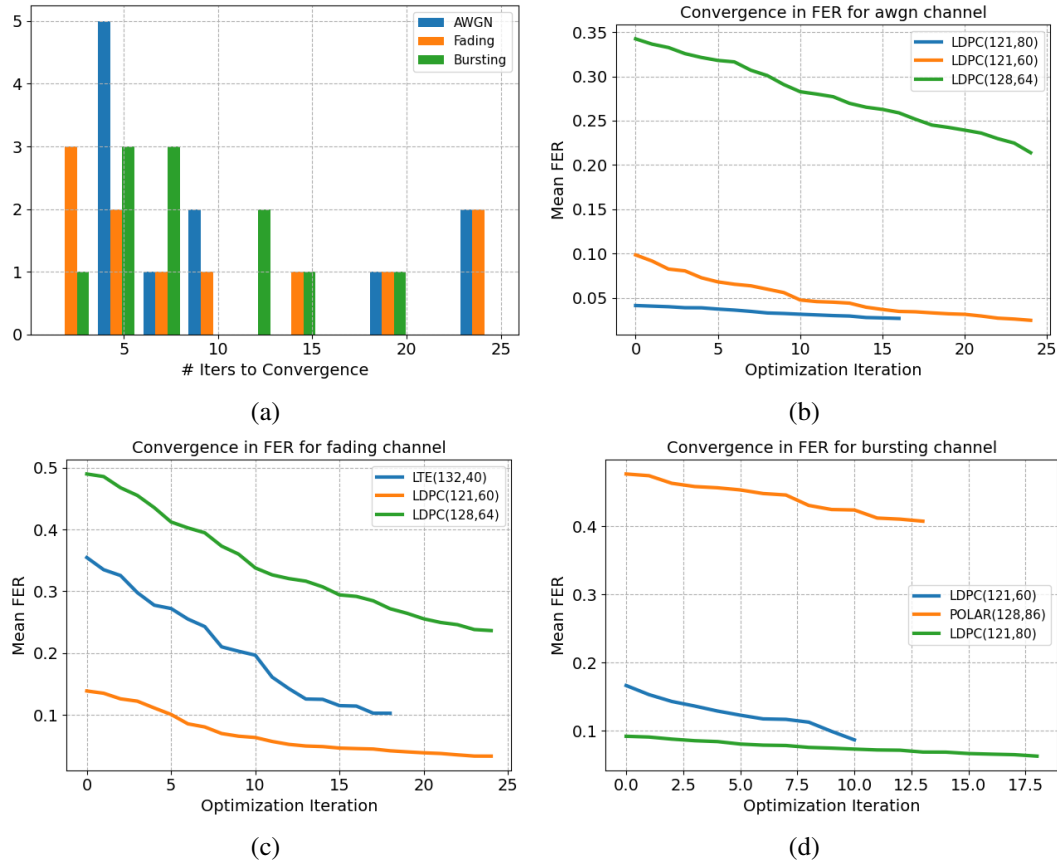 AWGN
Fading
Bursting
5
4
3
2
1
0
5
10
15
20
25
# Iters to Convergence
(a)
Convergence in FER for awgn channel
LDPC(121,80)
LDPC(121,60)
LDPC(128,64)
Mean FER
0.35
0.30
0.25
0.20
0.15
0.10
0.05
0
5
10
15
20
25
Optimization Iteration
(b)
Convergence in FER for fading channel
LTE(132,40)
LDPC(121,60)
LDPC(128,64)
Mean FER
0.5
0.4
0.3
0.2
0.1
0
5
10
15
20
25
Optimization Iteration
(c)
Convergence in FER for bursting channel
LDPC(121,60)
POLAR(128,86)
LDPC(121,80)
Mean FER
0.4
0.3
0.2
0.1
0.0
2.5
5.0
7.5
10.0
12.5
15.0
17.5
Optimization Iteration
(d)